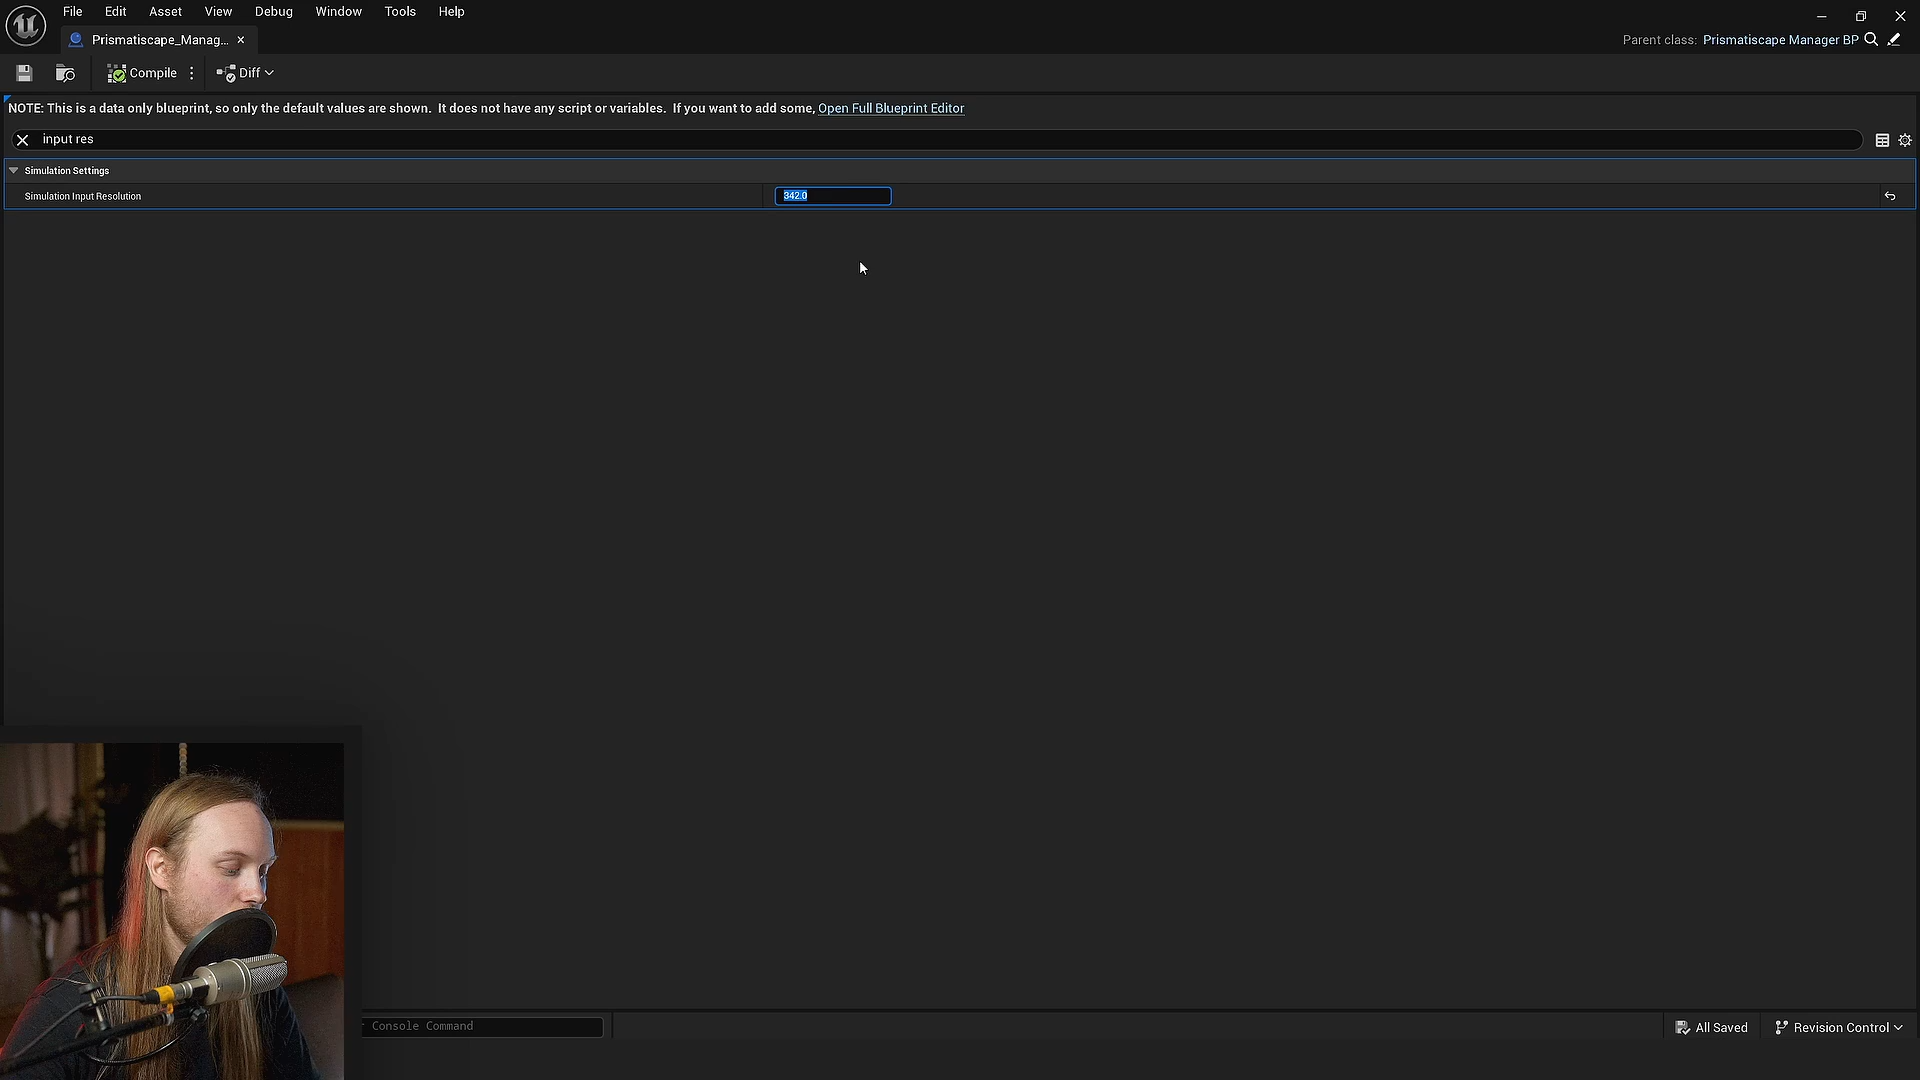 File Edit Asset View Debug Window Tools Help
Prismatiscape_Manag...
Parent class: Prismatiscape Manager BP
Compile Diff
NOTE: This is a data only blueprint, so only the default values are shown. It does not have any script or variables. If you want to add some, Open Full Blueprint Editor
input res
Simulation Settings
Simulation Input Resolution 342.0
Console Command
All Saved Revision Control